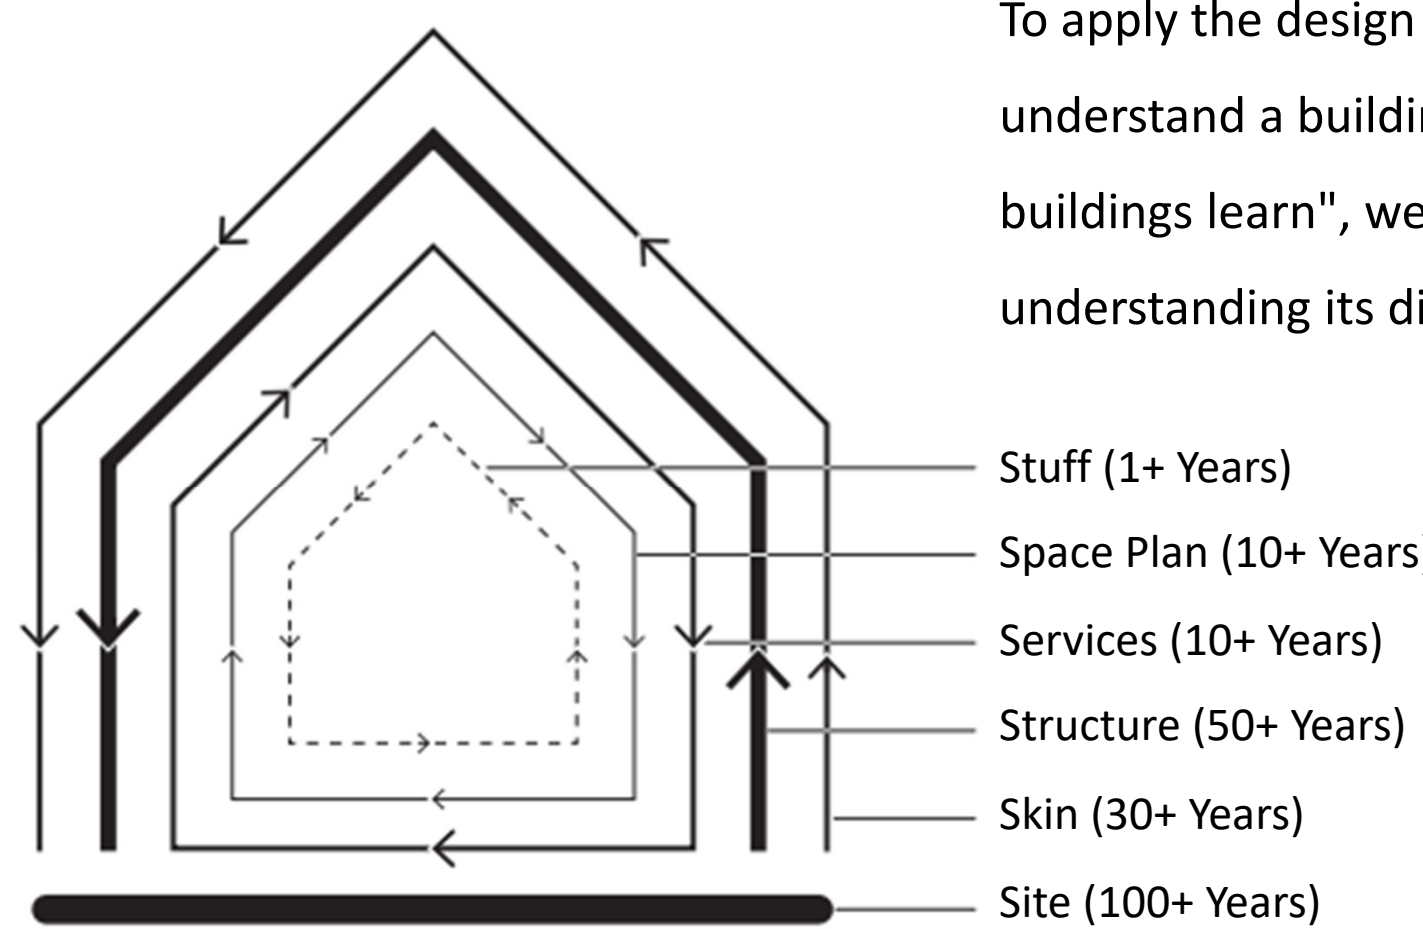 To apply the design
understand a buildin
buildings learn", we
understanding its di
Stuff (1+ Years)
Space Plan (10+ Years)
Services (10+ Years)
Structure (50+ Years)
Skin (30+ Years)
Site (100+ Years)